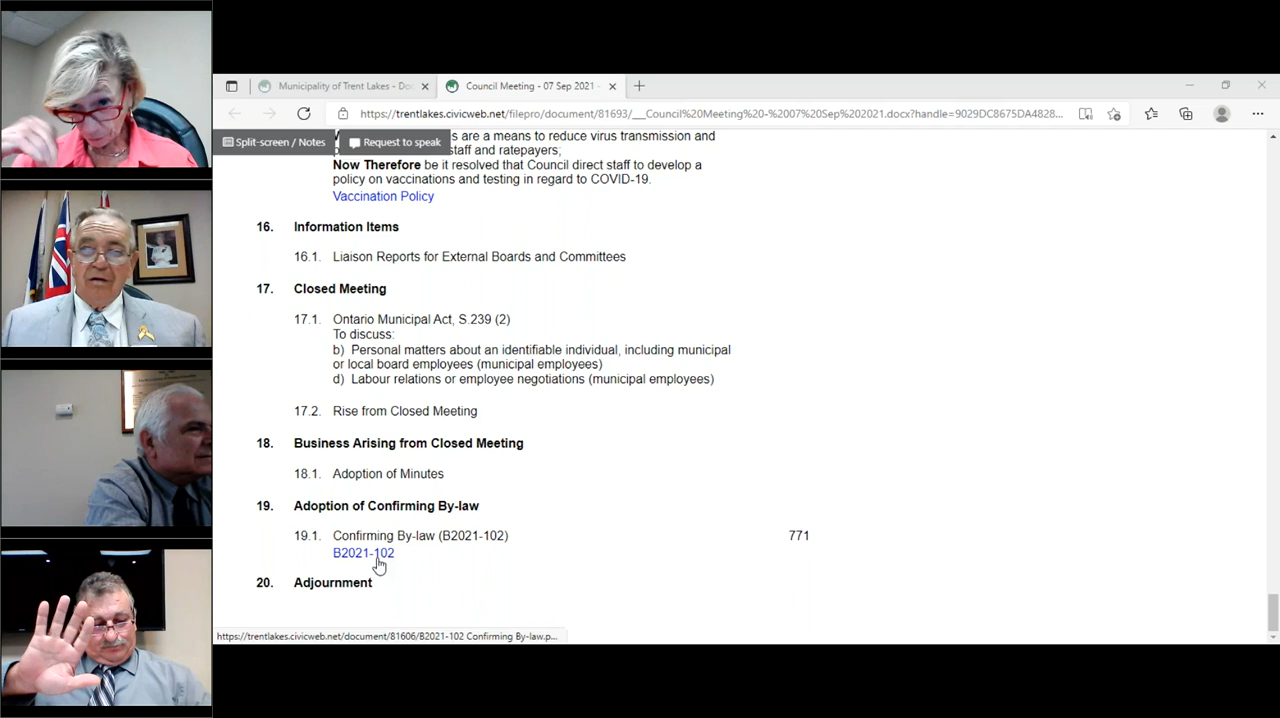 Municipality of Trent Lakes - Doc
Council Meeting - 07 Sep 2021 -
https://trentlakes.civicweb.net/filepro/document/81693/__Council%20Meeting%20-%2007%20Sep%202021.docx?handle=9029DC8675DA4828...
Split-screen / Notes
Request to speak
s are a means to reduce virus transmission and
staff and ratepayers;
Now Therefore be it resolved that Council direct staff to develop a
policy on vaccinations and testing in regard to COVID-19.
Vaccination Policy
16. Information Items
16.1. Liaison Reports for External Boards and Committees
17. Closed Meeting
17.1. Ontario Municipal Act, S.239 (2)
To discuss:
b) Personal matters about an identifiable individual, including municipal
or local board employees (municipal employees)
d) Labour relations or employee negotiations (municipal employees)
17.2. Rise from Closed Meeting
18. Business Arising from Closed Meeting
18.1. Adoption of Minutes
19. Adoption of Confirming By-law
19.1. Confirming By-law (B2021-102) 771
B2021-102
20. Adjournment
https://trentlakes.civicweb.net/document/81606/B2021-102 Confirming By-law.p...